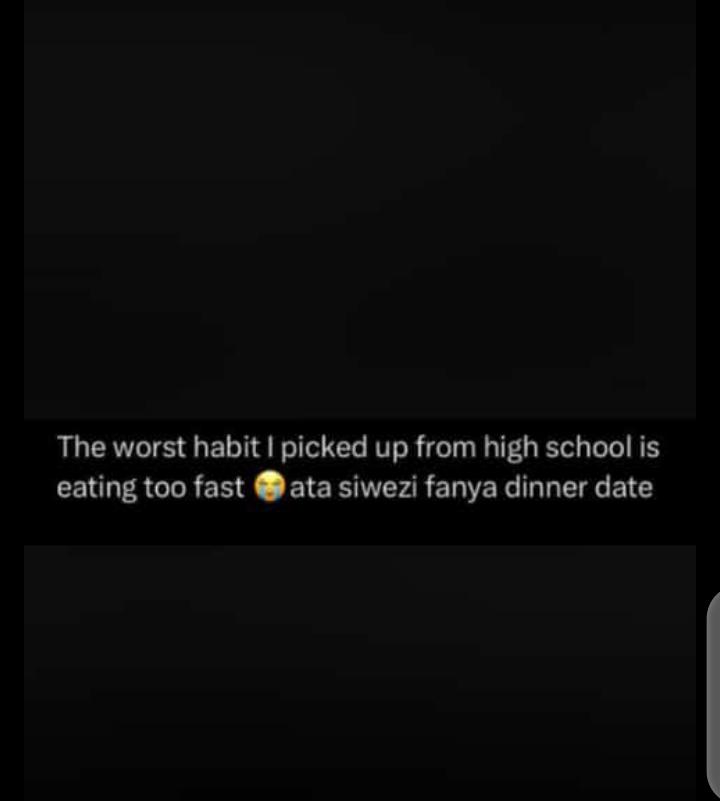 The worst habit I picked up from high school is
eating too fast 😭 ata siwezi fanya dinner date